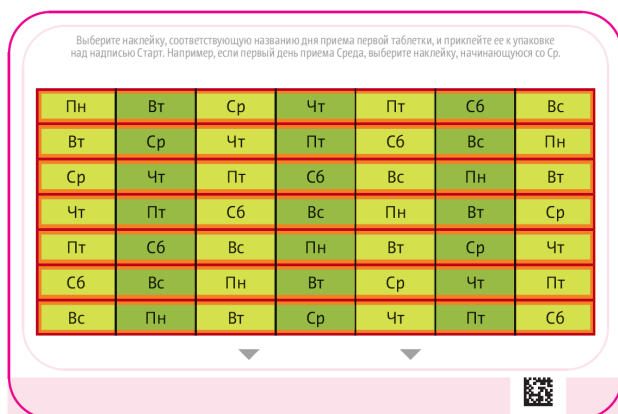 Выберите наклейку, соответствующую названию дня приема первой таблетки, и приклейте ее к упаковке
над надписью Старт. Например, если первый день приема Среда, выберите наклейку, начинающуюся со Ср.
Пн Вт Ср Чт Пт Сб Вс
Вт Ср Чт Пт Сб Вс Пн
Ср Чт Пт Сб Вс Пн Вт
Чт Пт Сб Вс Пн Вт Ср
Пт Сб Вс Пн Вт Ср Чт
Сб Вс Пн Вт Ср Чт Пт
Вс Пн Вт Ср Чт Пт Сб